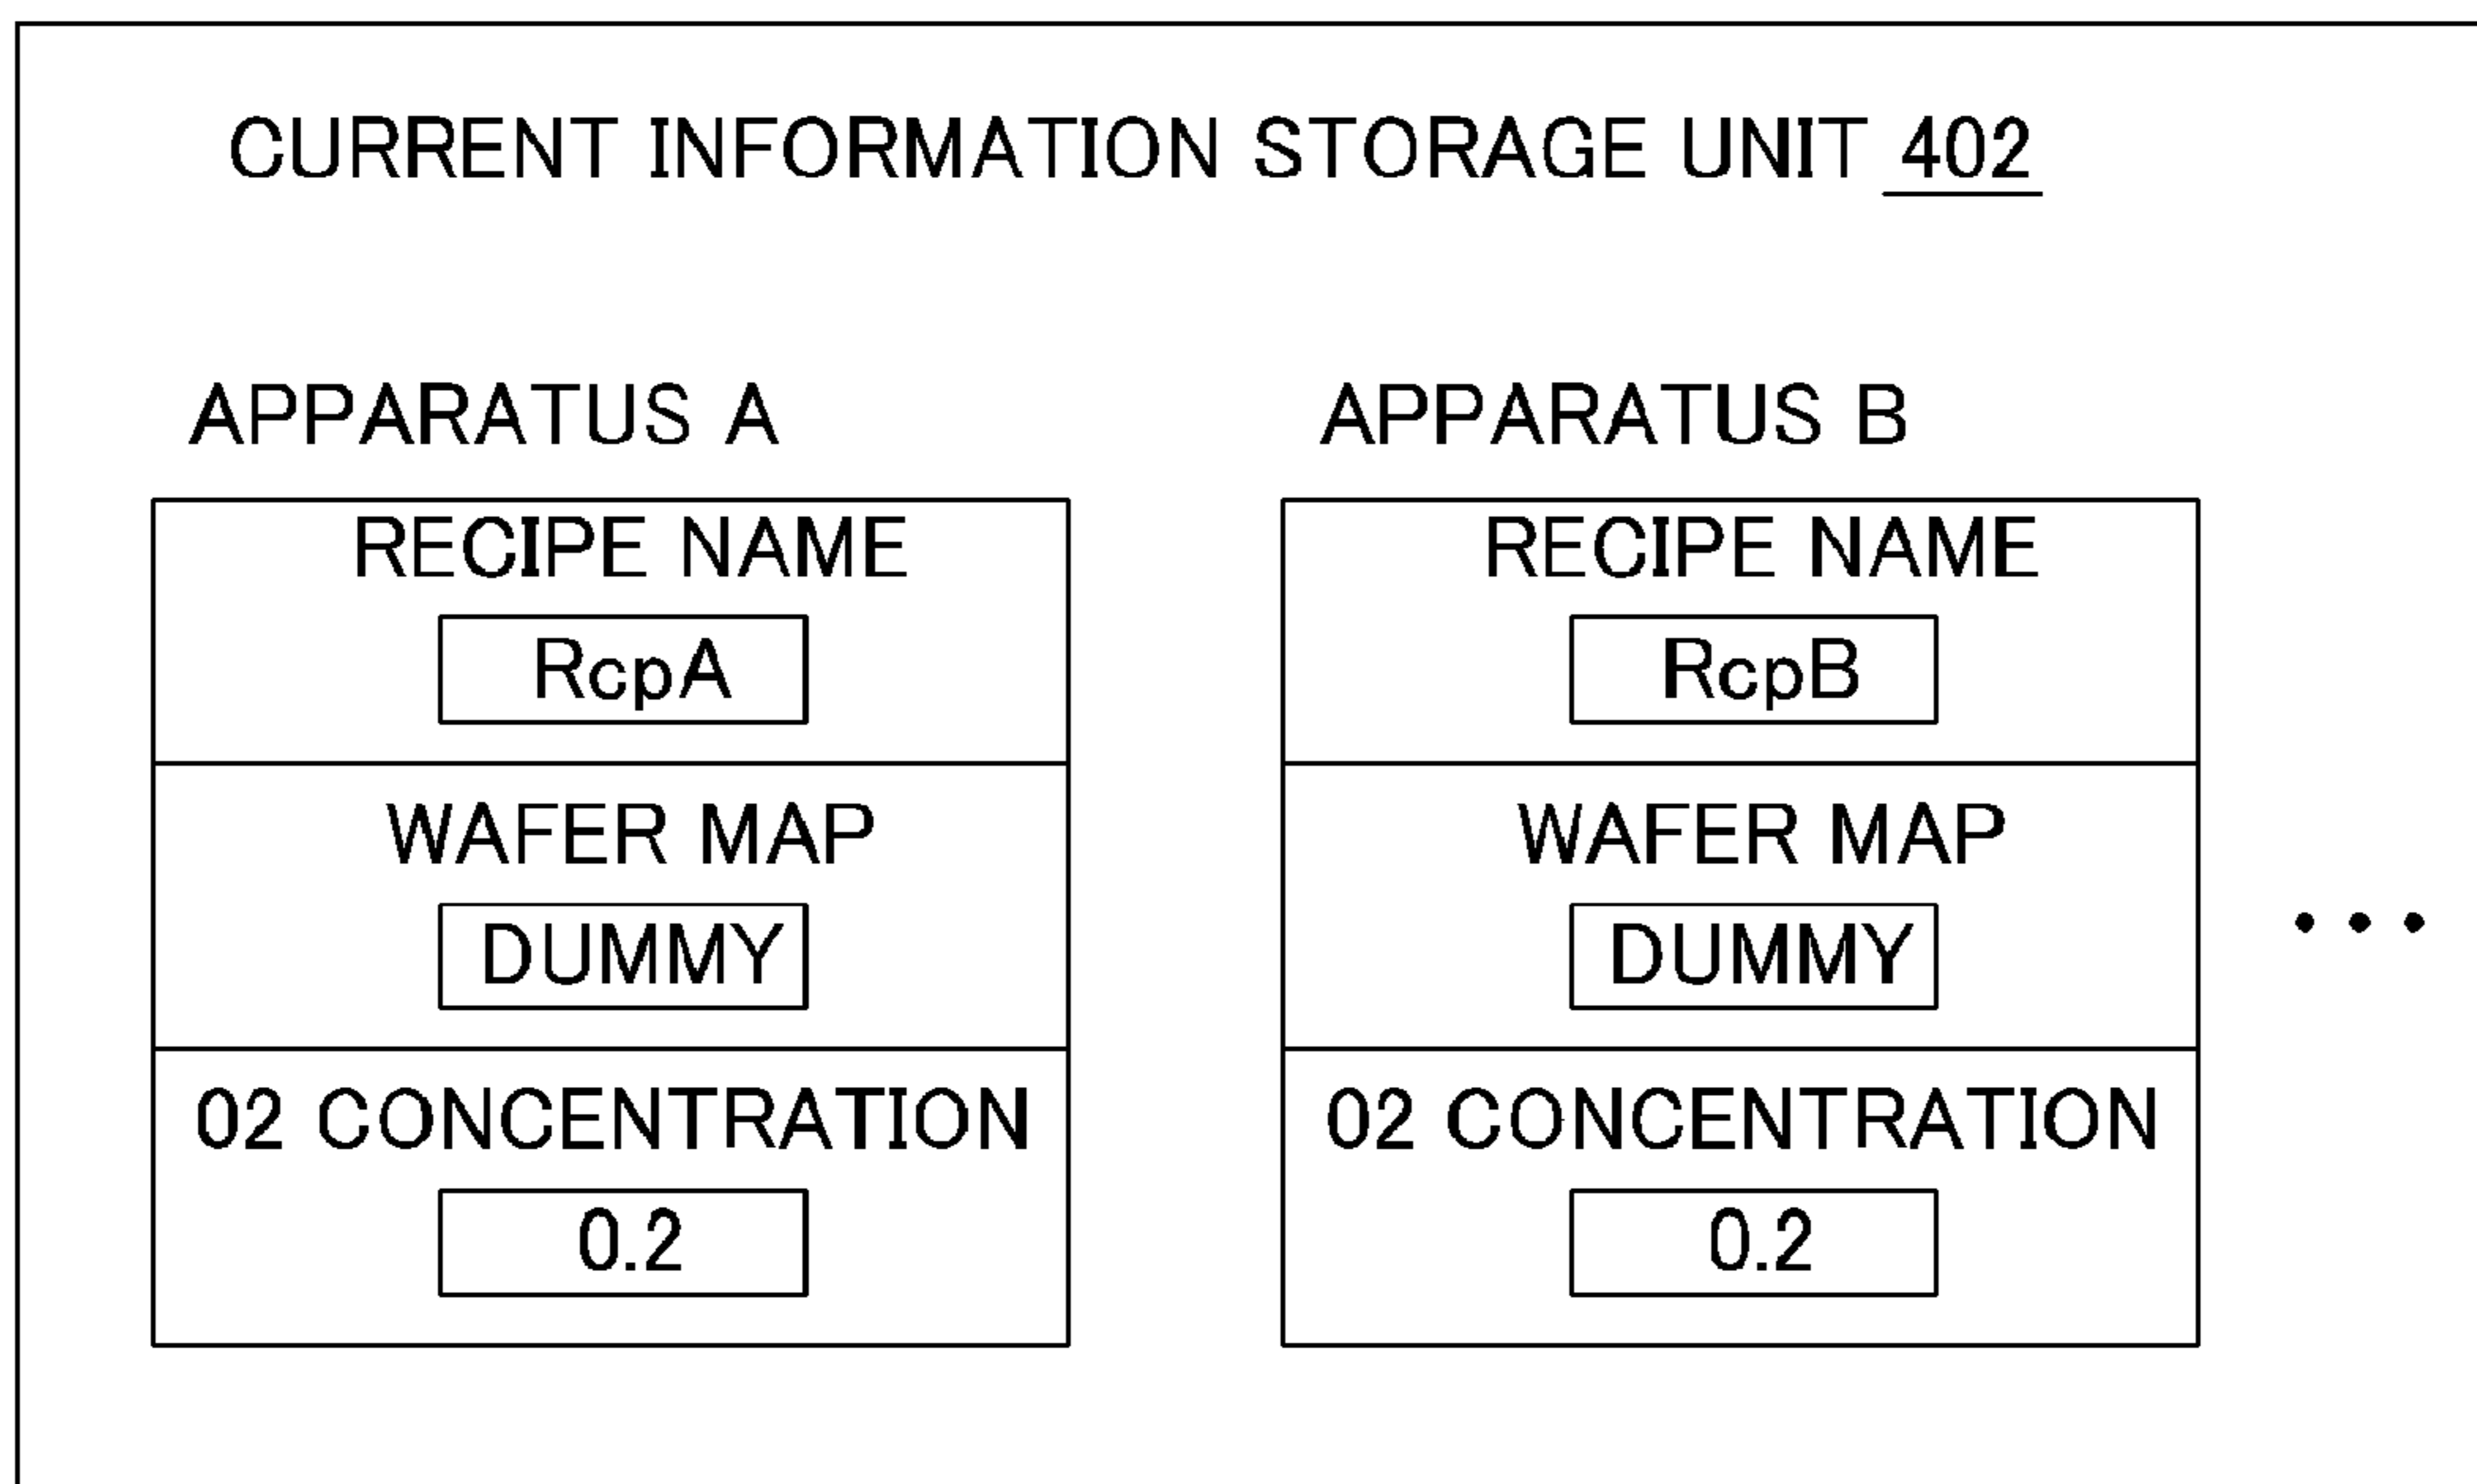 CURRENT INFORMATION STORAGE UNIT 402
APPARATUS A
RECIPE NAME
RcpA
WAFER MAP
DUMMY
02 CONCENTRATION
0.2
APPARATUS B
RECIPE NAME
RcpB
WAFER MAP
DUMMY
02 CONCENTRATION
0.2
•••